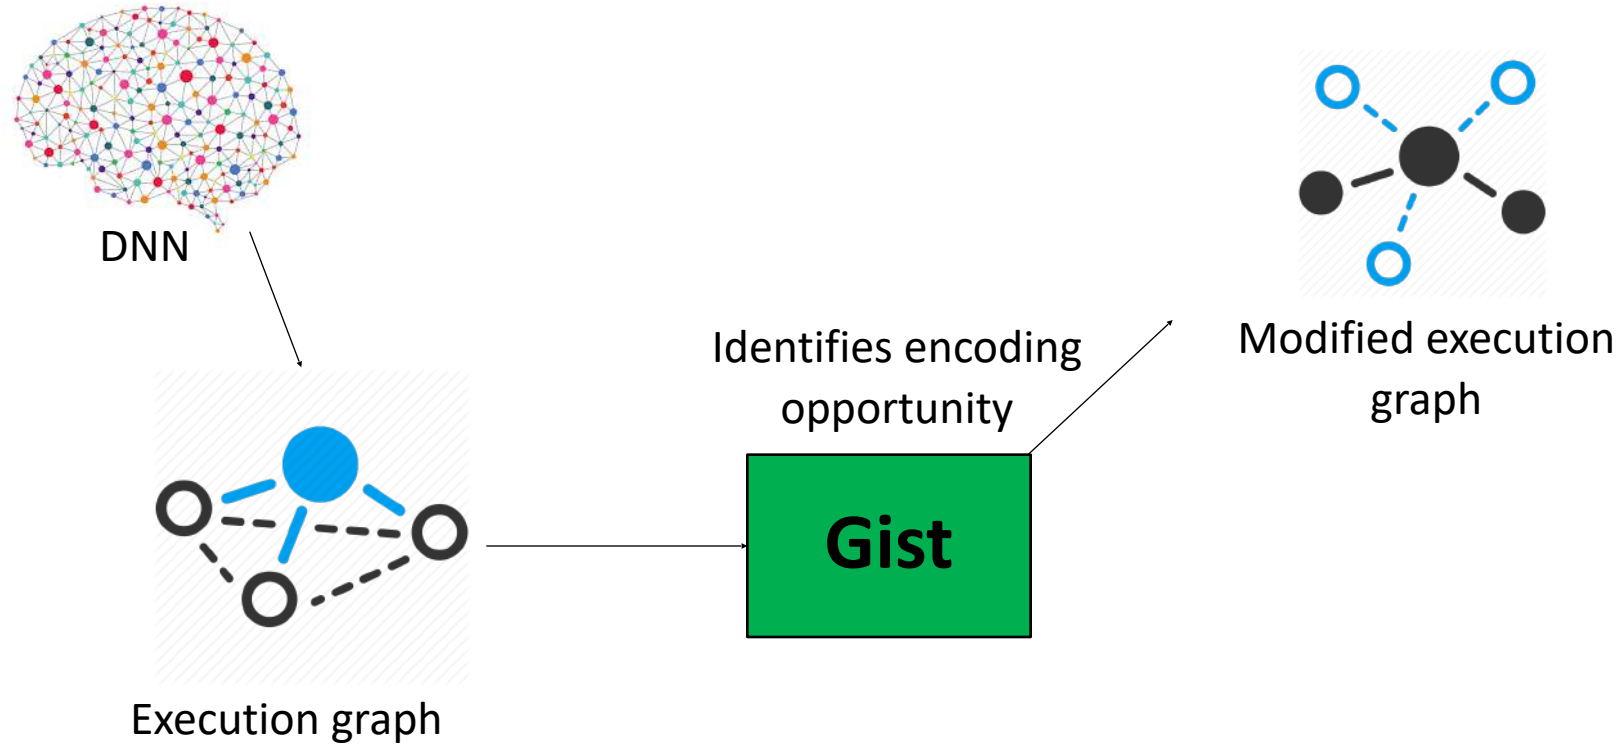 DNN
Identifies encoding
opportunity
Modified execution
graph
Gist
Execution graph